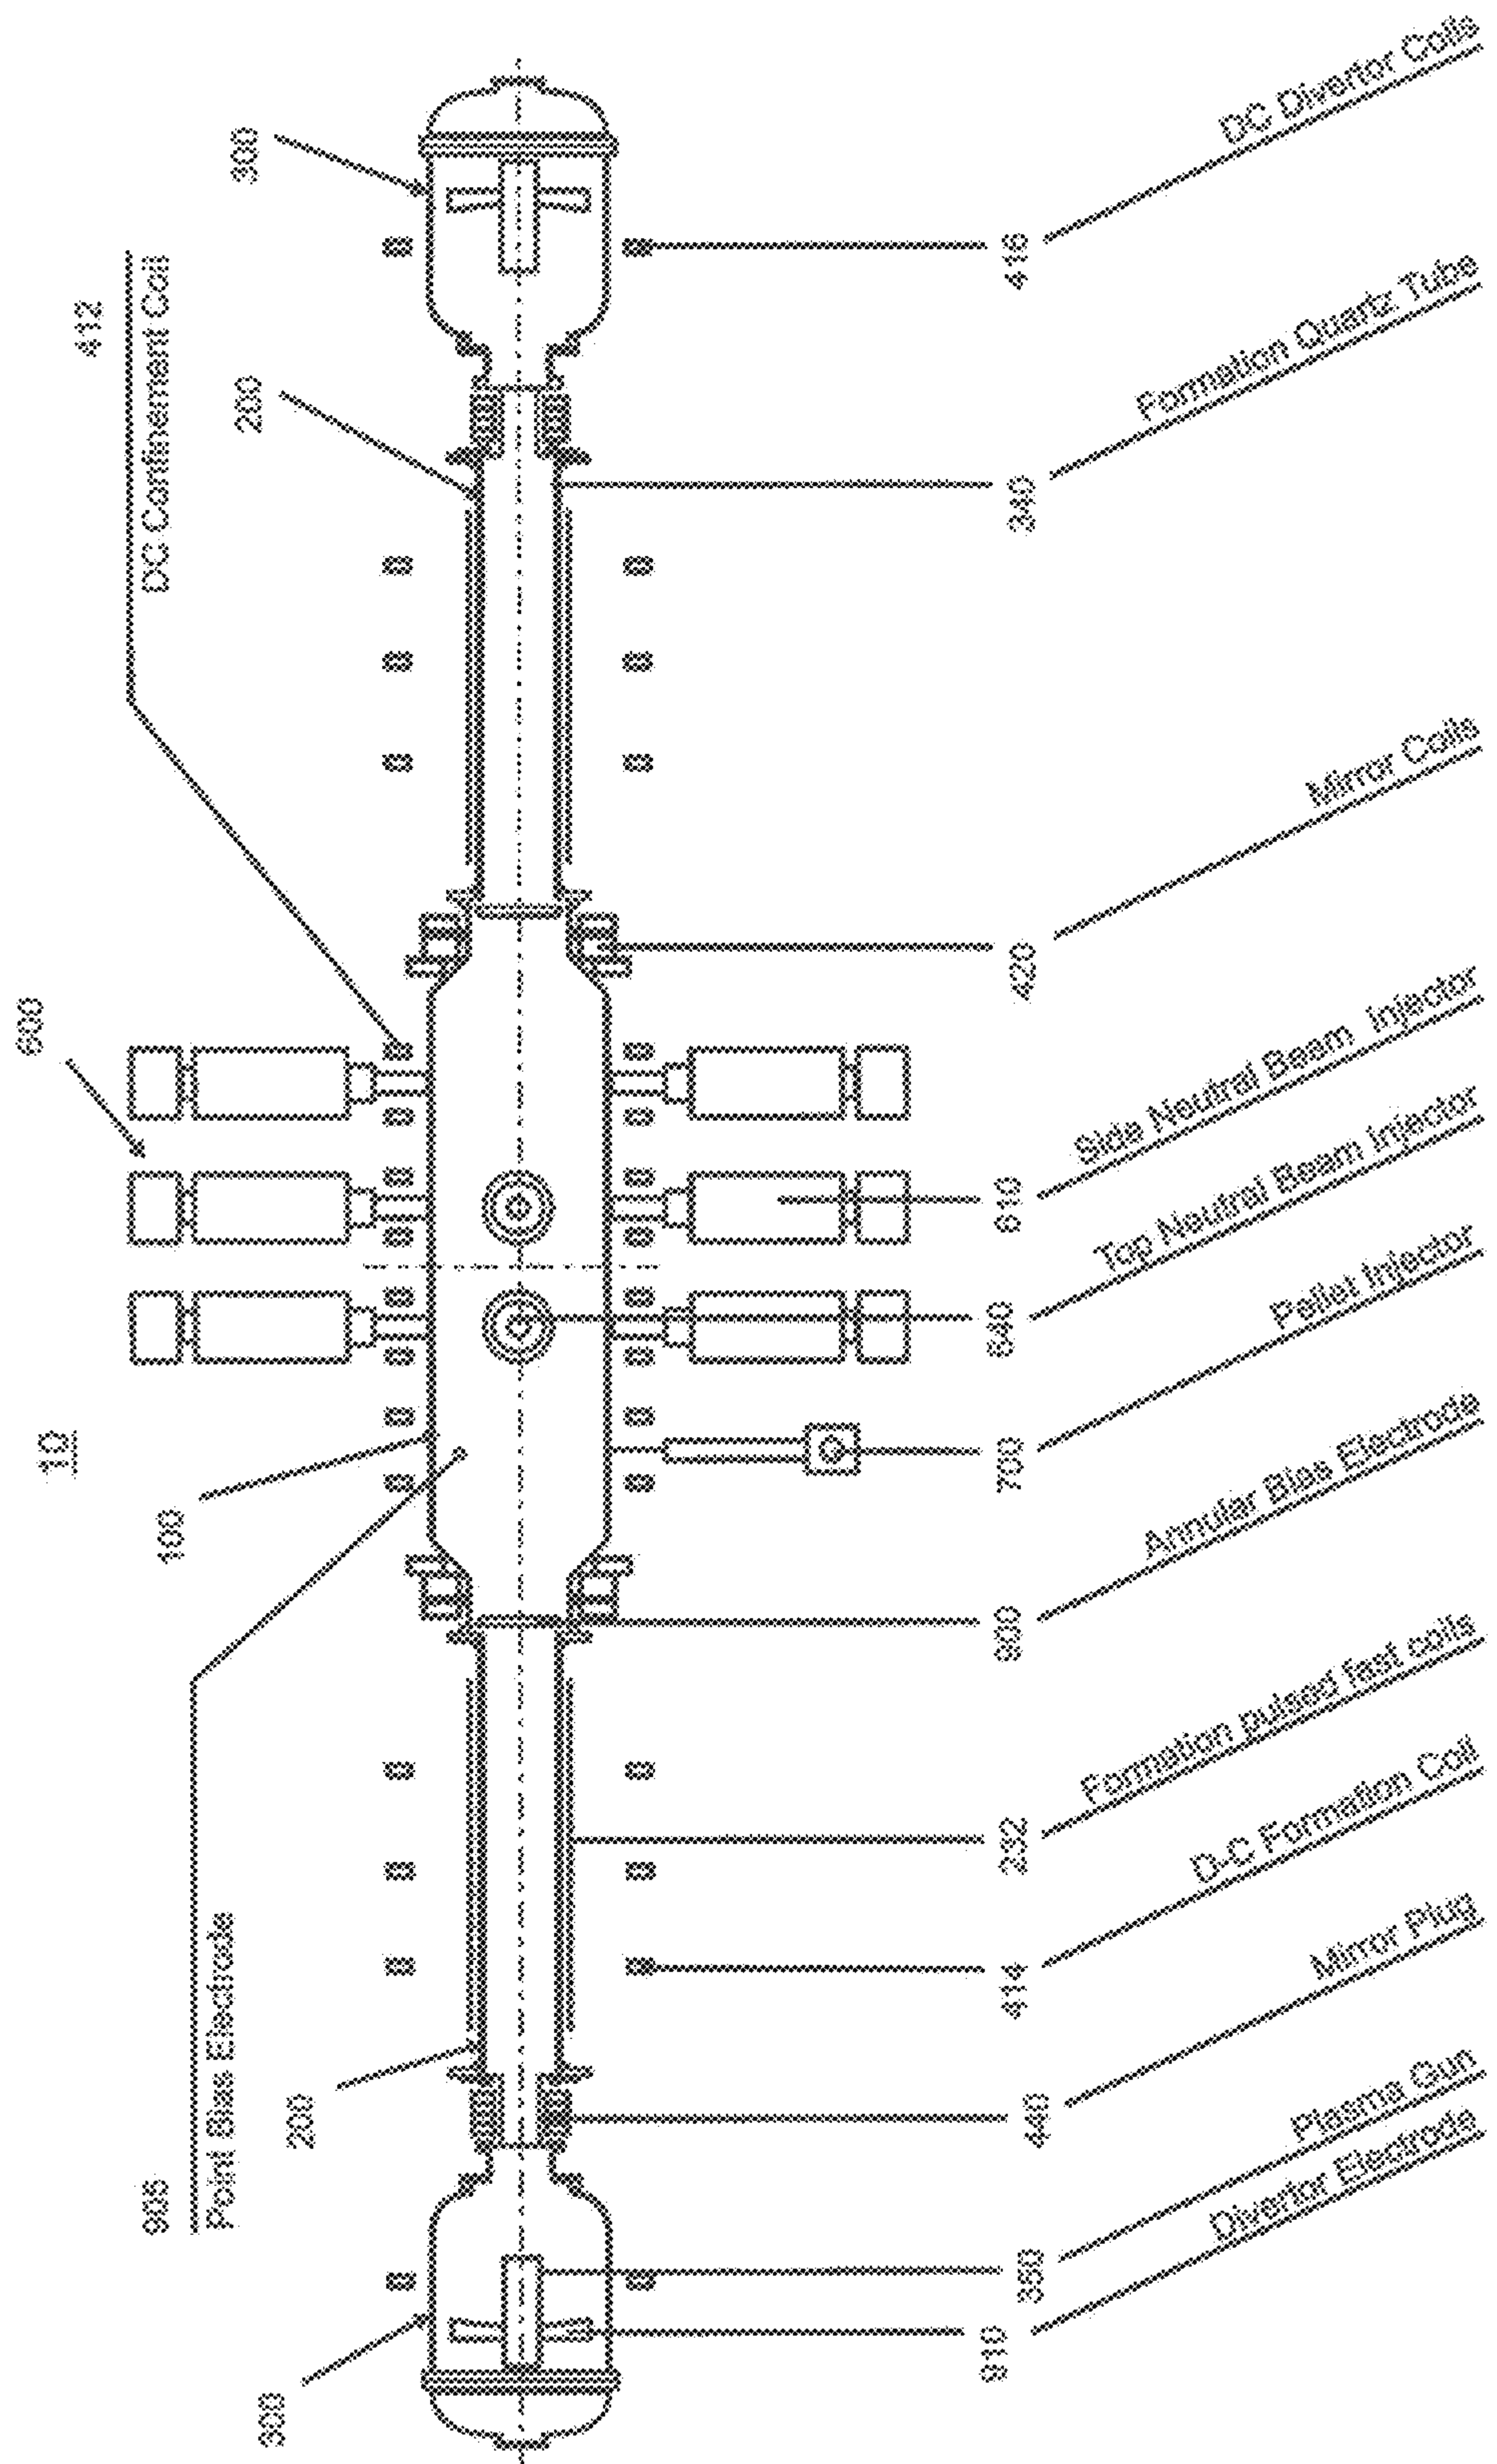 600
10
412
DC Confinement Coil
905
Point Bias Electrode
100
300
200
200
300
910
Divertor Electrode
350
Plasma Gun
440
Mirror Plug
414
D-C Formation Coil
232
Formation pulsed fast coils
900
Annular Bias Electrode
700
Pellet Injector
640
Top Neutral Beam injector
610
Side Neutral Beam Injector
420
Mirror Coils
340
Formation Quartz Tube
416
DC Divertor Coils